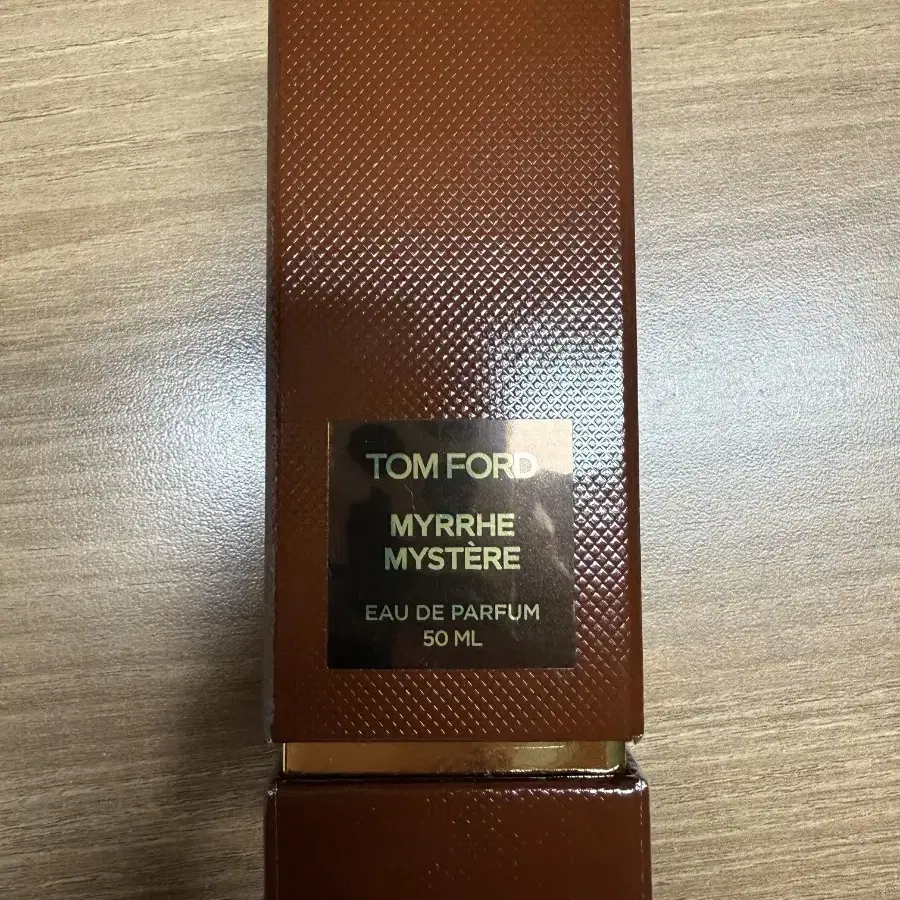 TOM FORD
MYRRHE
MYSTÈRE
EAU DE PARFUM
50 ML